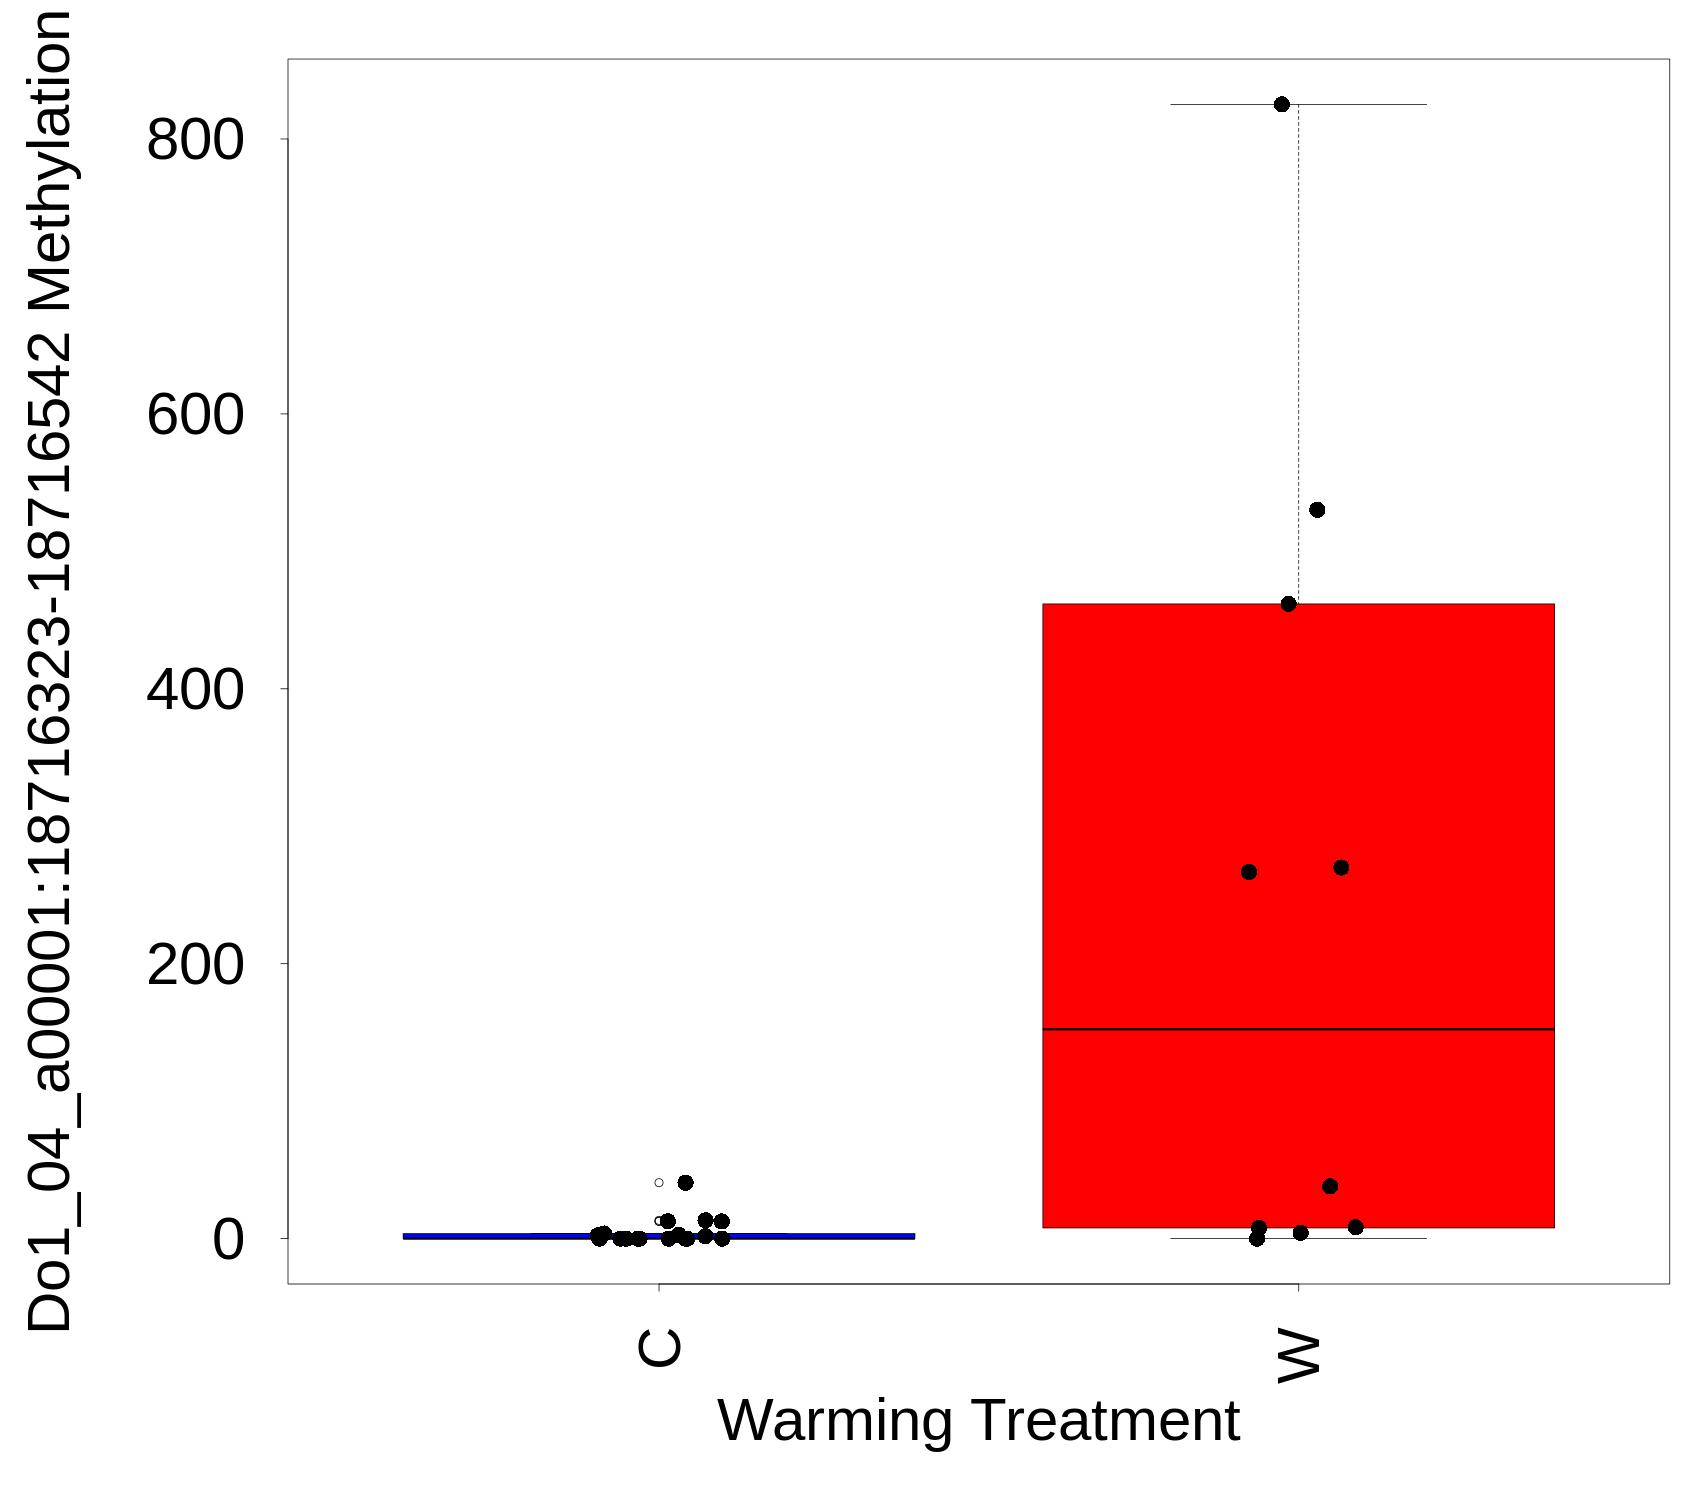 Do1_04_a00001:18716323-18716542 Methylation
800
600
400
200
0
C
W
Warming Treatment